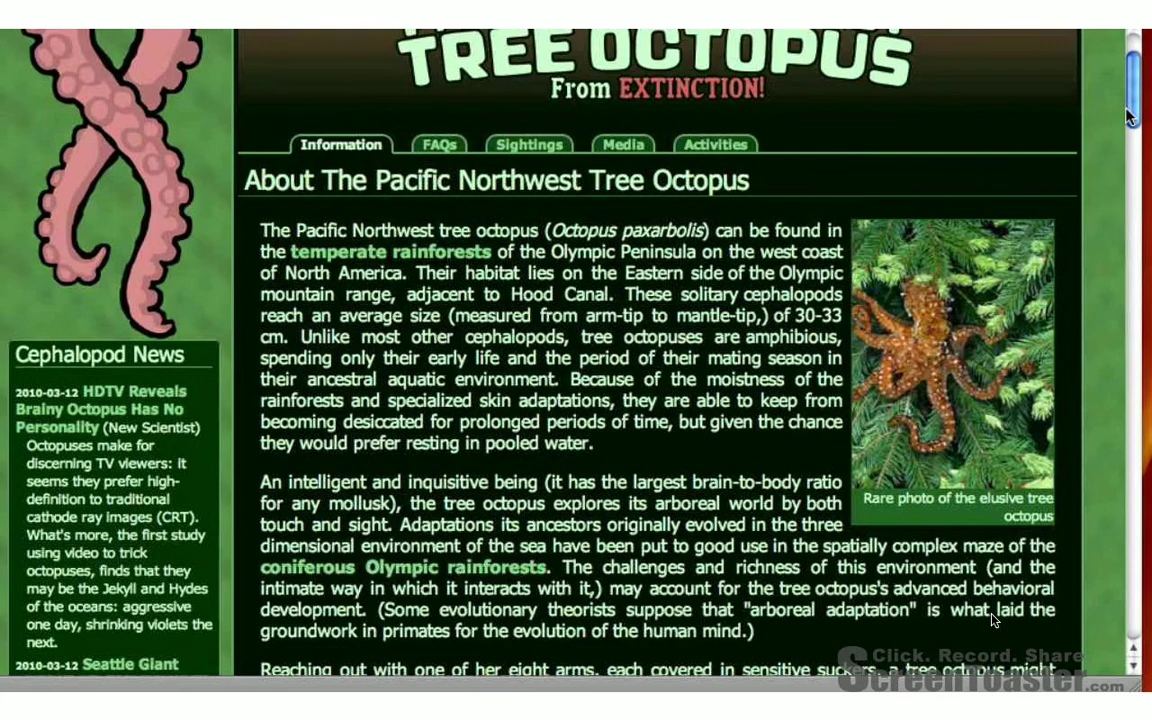 TREE OCTOPUS
From EXTINCTION!
Information FAQs Sightings Media Activities
About The Pacific Northwest Tree Octopus
The Pacific Northwest tree octopus (Octopus paxarbolis) can be found in
the temperate rainforests of the Olympic Peninsula on the west coast
of North America. Their habitat lies on the Eastern side of the Olympic
mountain range, adjacent to Hood Canal. These solitary cephalopods
reach an average size (measured from arm-tip to mantle-tip,) of 30-33
cm. Unlike most other cephalopods, tree octopuses are amphibious,
spending only their early life and the period of their mating season in
their ancestral aquatic environment. Because of the moistness of the
rainforests and specialized skin adaptations, they are able to keep from
becoming desiccated for prolonged periods of time, but given the chance
they would prefer resting in pooled water.
Rare photo of the elusive tree
octopus
An intelligent and inquisitive being (it has the largest brain-to-body ratio
for any mollusk), the tree octopus explores its arboreal world by both
touch and sight. Adaptations its ancestors originally evolved in the three
dimensional environment of the sea have been put to good use in the spatially complex maze of the
coniferous Olympic rainforests. The challenges and richness of this environment (and the
intimate way in which it interacts with it,) may account for the tree octopus's advanced behavioral
development. (Some evolutionary theorists suppose that "arboreal adaptation" is what laid the
groundwork in primates for the evolution of the human mind.)
Reaching out with one of her eight arms, each covered in sensitive suckers, a tree octopus might
Cephalopod News
2010-03-12 HDTV Reveals
Brainy Octopus Has No
Personality (New Scientist)
Octopuses make for
discerning TV viewers: it
seems they prefer high-
definition to traditional
cathode ray images (CRT).
What's more, the first study
using video to trick
octopuses, finds that they
may be the Jekyll and Hydes
of the oceans: aggressive
one day, shrinking violets the
next.
2010-03-12 Seattle Giant
Click. Record. Share
ScreenToaster.com